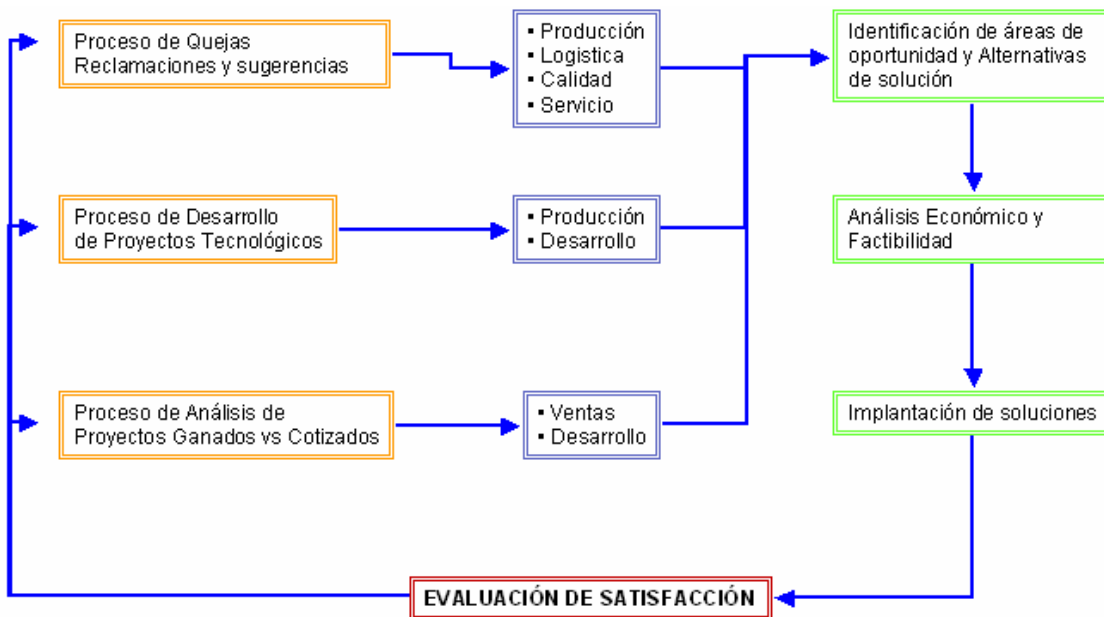 Proceso de Quejas
Reclamaciones y sugerencias
▪ Producción
▪ Logistica
▪ Calidad
▪ Servicio
Identificación de áreas de
oportunidad y Alternativas
de solución
Proceso de Desarrollo
de Proyectos Tecnológicos
▪ Producción
▪ Desarrollo
Análisis Económico y
Factibilidad
Proceso de Análisis de
Proyectos Ganados vs Cotizados
▪ Ventas
▪ Desarrollo
Implantación de soluciones
EVALUACIÓN DE SATISFACCIÓN